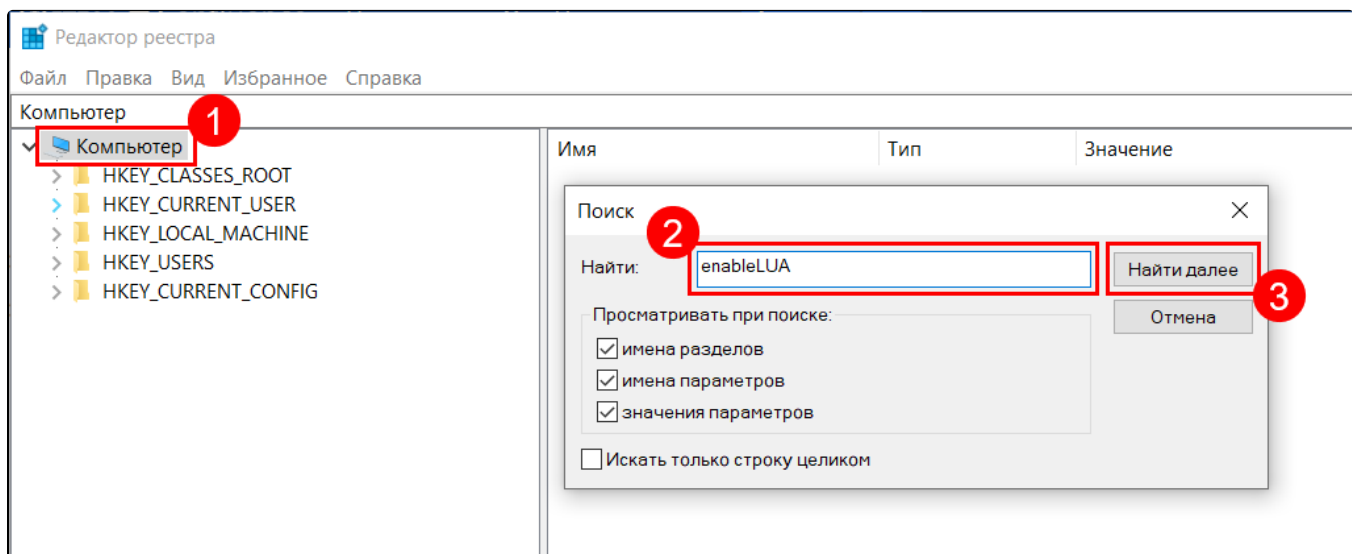 Редактор реестра
Файл Правка Вид Избранное Справка
Компьютер
1
Компьютер
HKEY_CLASSES_ROOT
HKEY_CURRENT_USER
HKEY_LOCAL_MACHINE
HKEY_USERS
HKEY_CURRENT_CONFIG
Имя Тип Значение
Поиск
2
Найти: enableLUA Найти далее
3
Отмена
Просматривать при поиске:
имена разделов
имена параметров
значения параметров
Искать только строку целиком